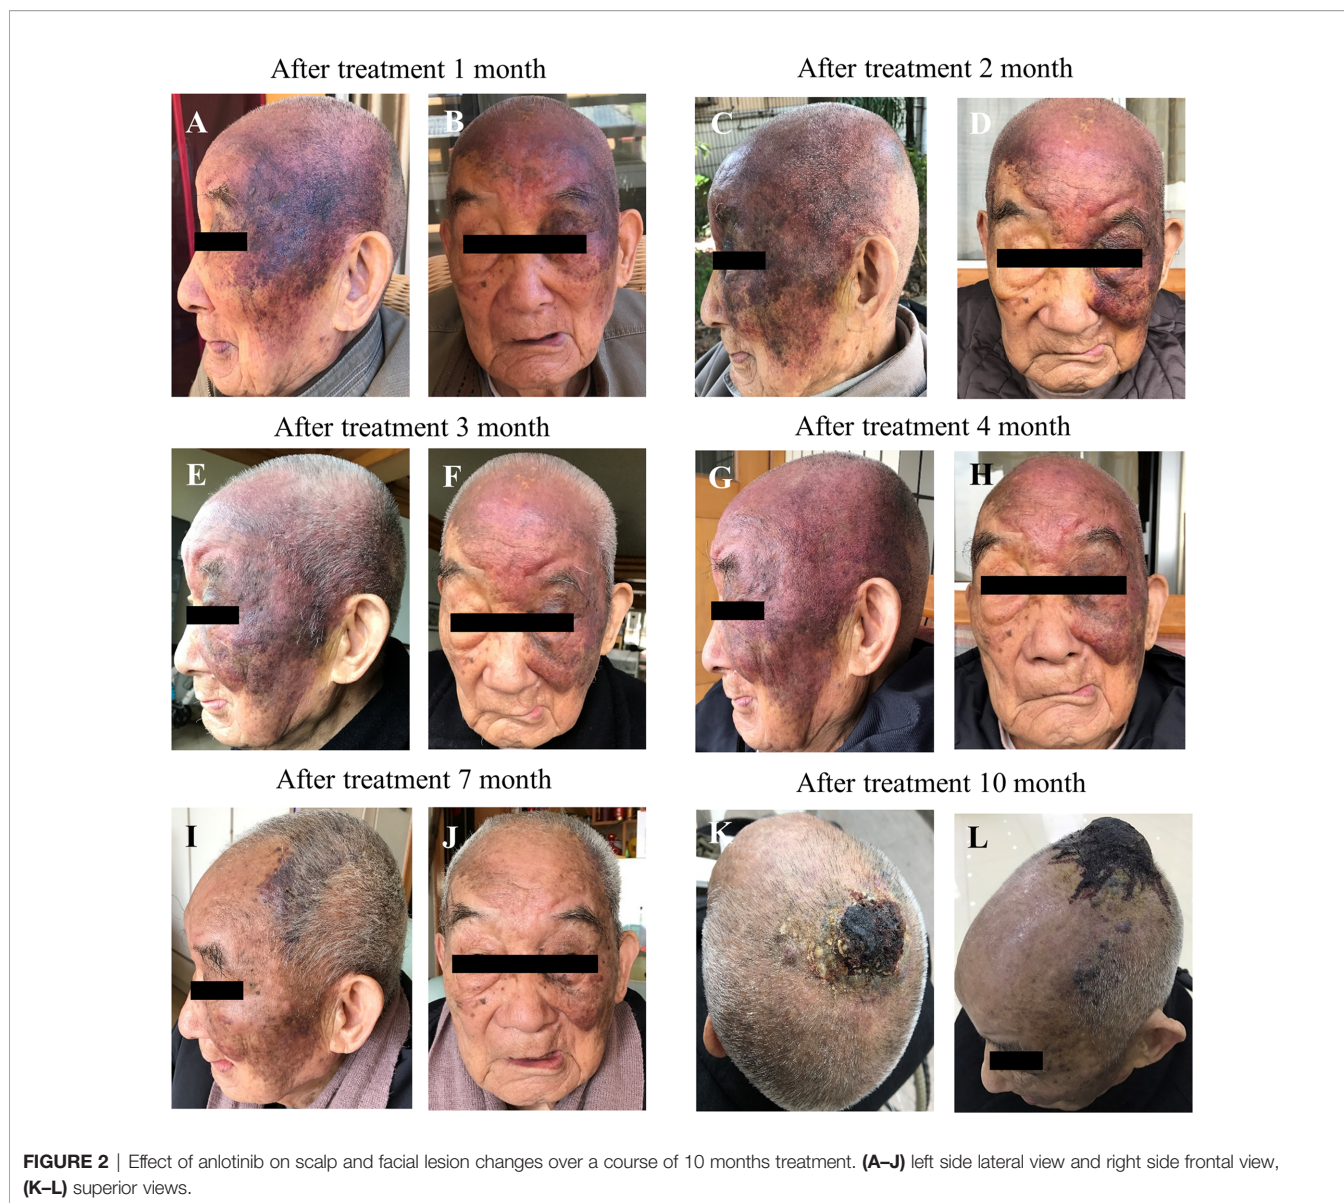 After treatment 1 month
After treatment 2 month
A
B
C
D
After treatment 3 month
After treatment 4 month
E
F
G
H
After treatment 7 month
After treatment 10 month
I
J
K
L
FIGURE 2 | Effect of anlotinib on scalp and facial lesion changes over a course of 10 months treatment. (A–J) left side lateral view and right side frontal view,
(K–L) superior views.